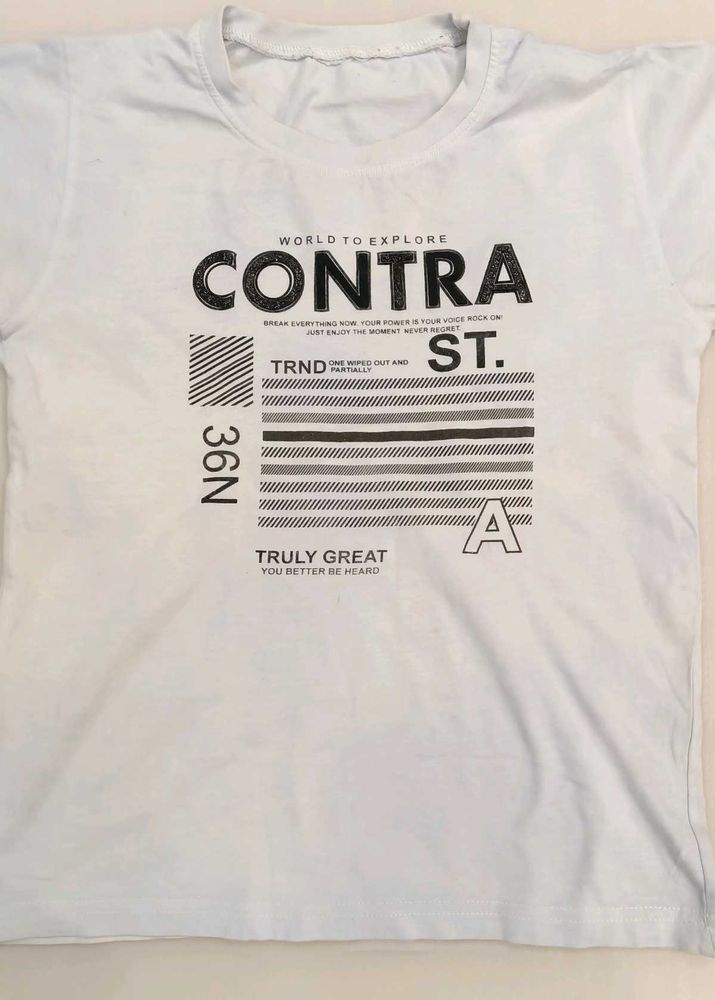 WORLD TO EXPLORE
CONTRA
BREAK EVERYTHING NOW. YOUR POWER IS YOUR VOICE ROCK ON!
JUST ENJOY THE MOMENT NEVER REGRET.
ST.
TRND ONE WIPED OUT AND
PARTIALLY
36N
A
TRULY GREAT
YOU BETTER BE HEARD